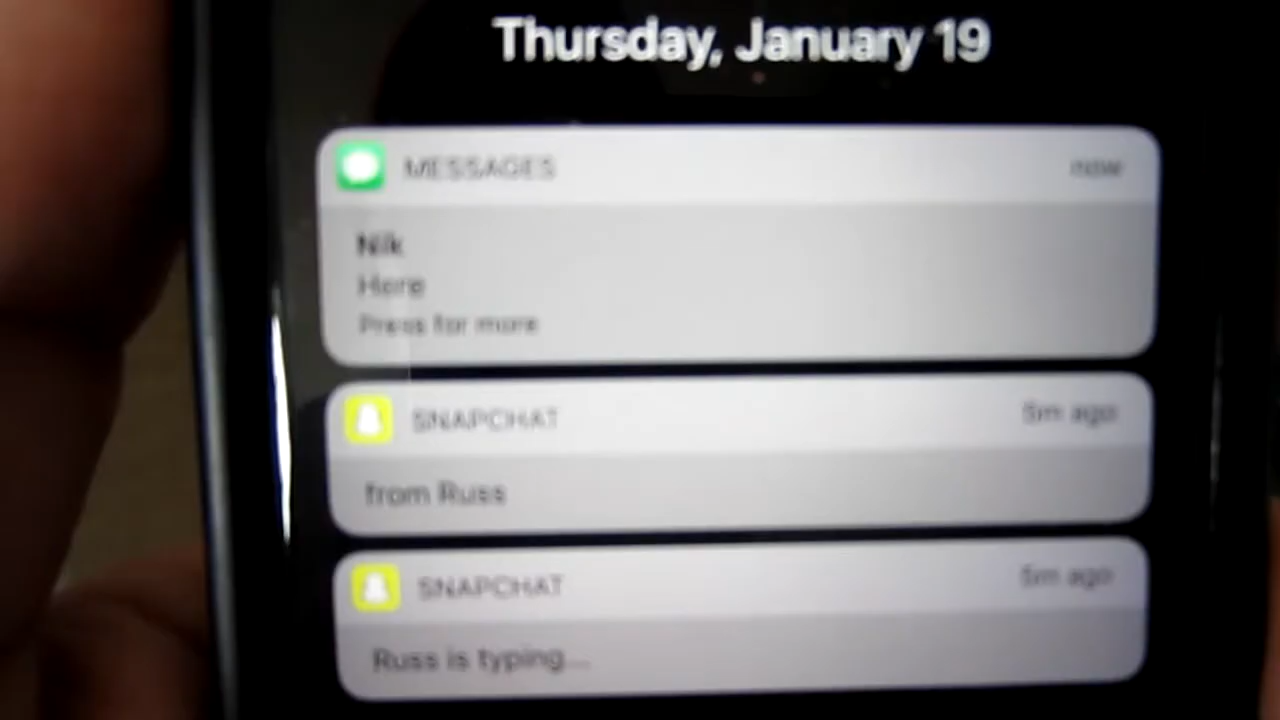 Thursday, January 19
MESSAGES
now
Nik
Here
Press for more
SNAPCHAT
5m ago
from Russ
SNAPCHAT
5m ago
Russ is typing...